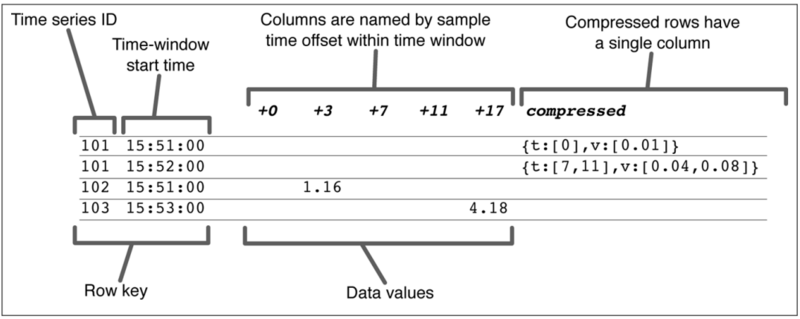 Time series ID
Time-window
start time
Columns are named by sample
time offset within time window
Compressed rows have
a single column
+0 +3 +7 +11 +17 compressed
101 15:51:00 {t:[0],v:[0.01]}
101 15:52:00 {t:[7,11],v:[0.04,0.08]}
102 15:51:00 1.16
103 15:53:00 4.18
Row key
Data values